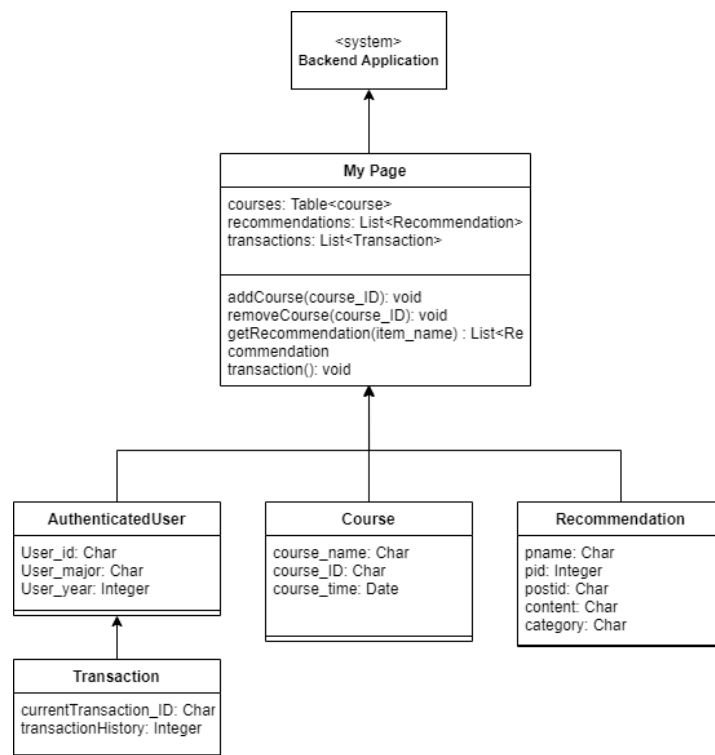 <system>
Backend Application
My Page
courses: Table<course>
recommendations: List<Recommendation>
transactions: List<Transaction>
addCourse(course_ID): void
removeCourse(course_ID): void
getRecommendation(item_name) : List<Re
commendation
transaction(): void
AuthenticatedUser
User_id: Char
User_major: Char
User_year: Integer
Course
course_name: Char
course_ID: Char
course_time: Date
Recommendation
pname: Char
pid: Integer
postid: Char
content: Char
category: Char
Transaction
currentTransaction_ID: Char
transactionHistory: Integer